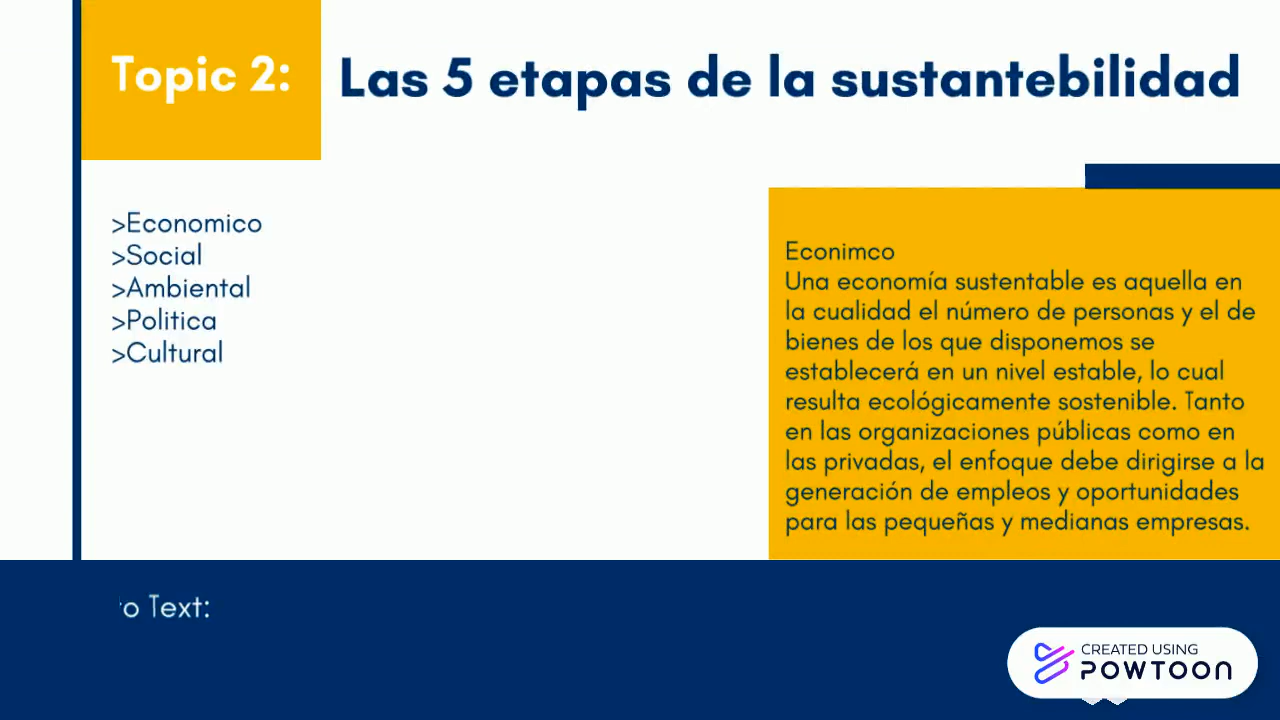 Topic 2:
Las 5 etapas de la sustantebilidad
>Economico
>Social
>Ambiental
>Politica
>Cultural
Econimco
Una economía sustentable es aquella en
la cualidad el número de personas y el de
bienes de los que disponemos se
establecerá en un nivel estable, lo cual
resulta ecológicamente sostenible. Tanto
en las organizaciones públicas como en
las privadas, el enfoque debe dirigirse a la
generación de empleos y oportunidades
para las pequeñas y medianas empresas.
o Text:
CREATED USING
POWTOON